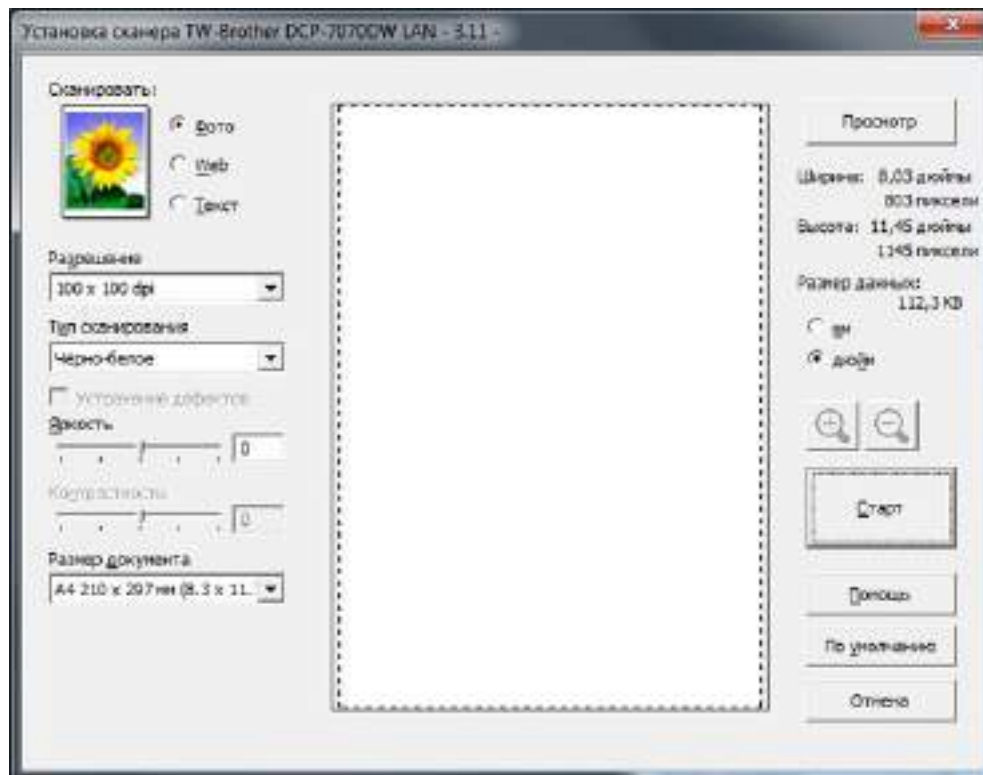 Установка сканера TW-Brother DCP-7070DW LAN - 3.11 -
Сканировать:
Фото
Web
Текст
Разрешение
100 x 100 dpi
Тип сканирования
Чёрно-белое
Устранение дефектов
Яркость
0
Контрастность
0
Размер документа
A4 210 x 297 мм (8.3 x 11.
Просмотр
Ширина: 8,03 дюймы
803 пиксели
Высота: 11,45 дюймы
1145 пиксели
Размер данных:
112,3 KB
мм
дюйм
Старт
Помощь
По умолчанию
Отмена